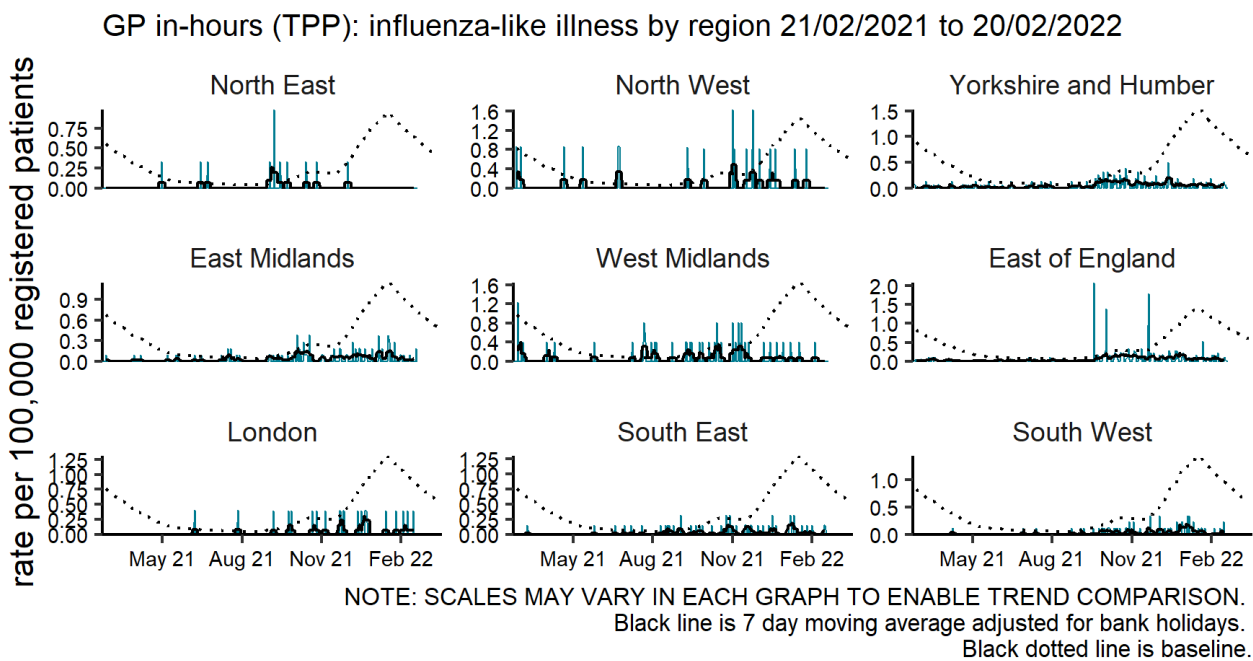 GP in-hours (TPP): influenza-like illness by region 21/02/2021 to 20/02/2022
rate per 100,000 registered patients
North East
0.75
0.50
0.25
0.00
North West
1.6
1.2
0.8
0.4
0.0
Yorkshire and Humber
1.5
1.0
0.5
0.0
East Midlands
0.9
0.6
0.3
0.0
West Midlands
1.6
1.2
0.8
0.4
0.0
East of England
2.0
1.5
1.0
0.5
0.0
London
1.25
1.00
0.75
0.50
0.25
0.00
South East
1.25
1.00
0.75
0.50
0.25
0.00
South West
1.0
0.5
0.0
May 21 Aug 21 Nov 21 Feb 22
May 21 Aug 21 Nov 21 Feb 22
May 21 Aug 21 Nov 21 Feb 22
NOTE: SCALES MAY VARY IN EACH GRAPH TO ENABLE TREND COMPARISON.
Black line is 7 day moving average adjusted for bank holidays.
Black dotted line is baseline.